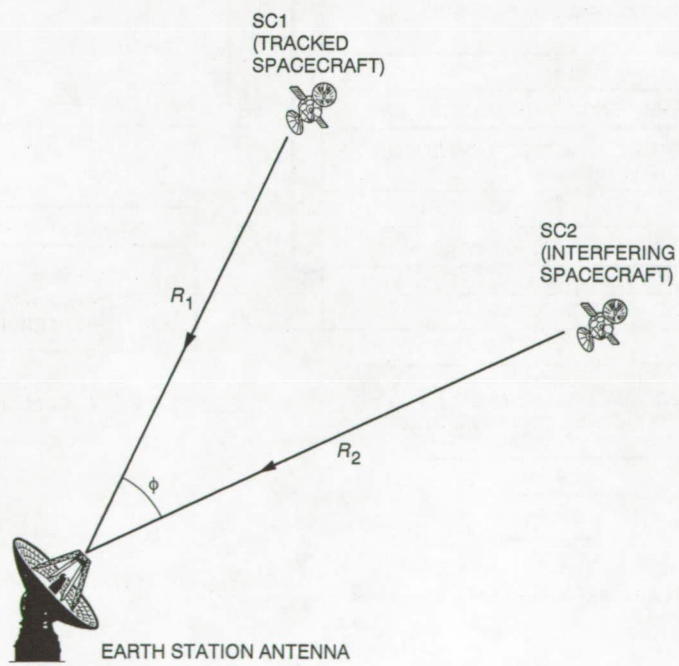 SC1
(TRACKED
SPACECRAFT)
SC2
(INTERFERING
SPACECRAFT)
R1
R2
ϕ
EARTH STATION ANTENNA